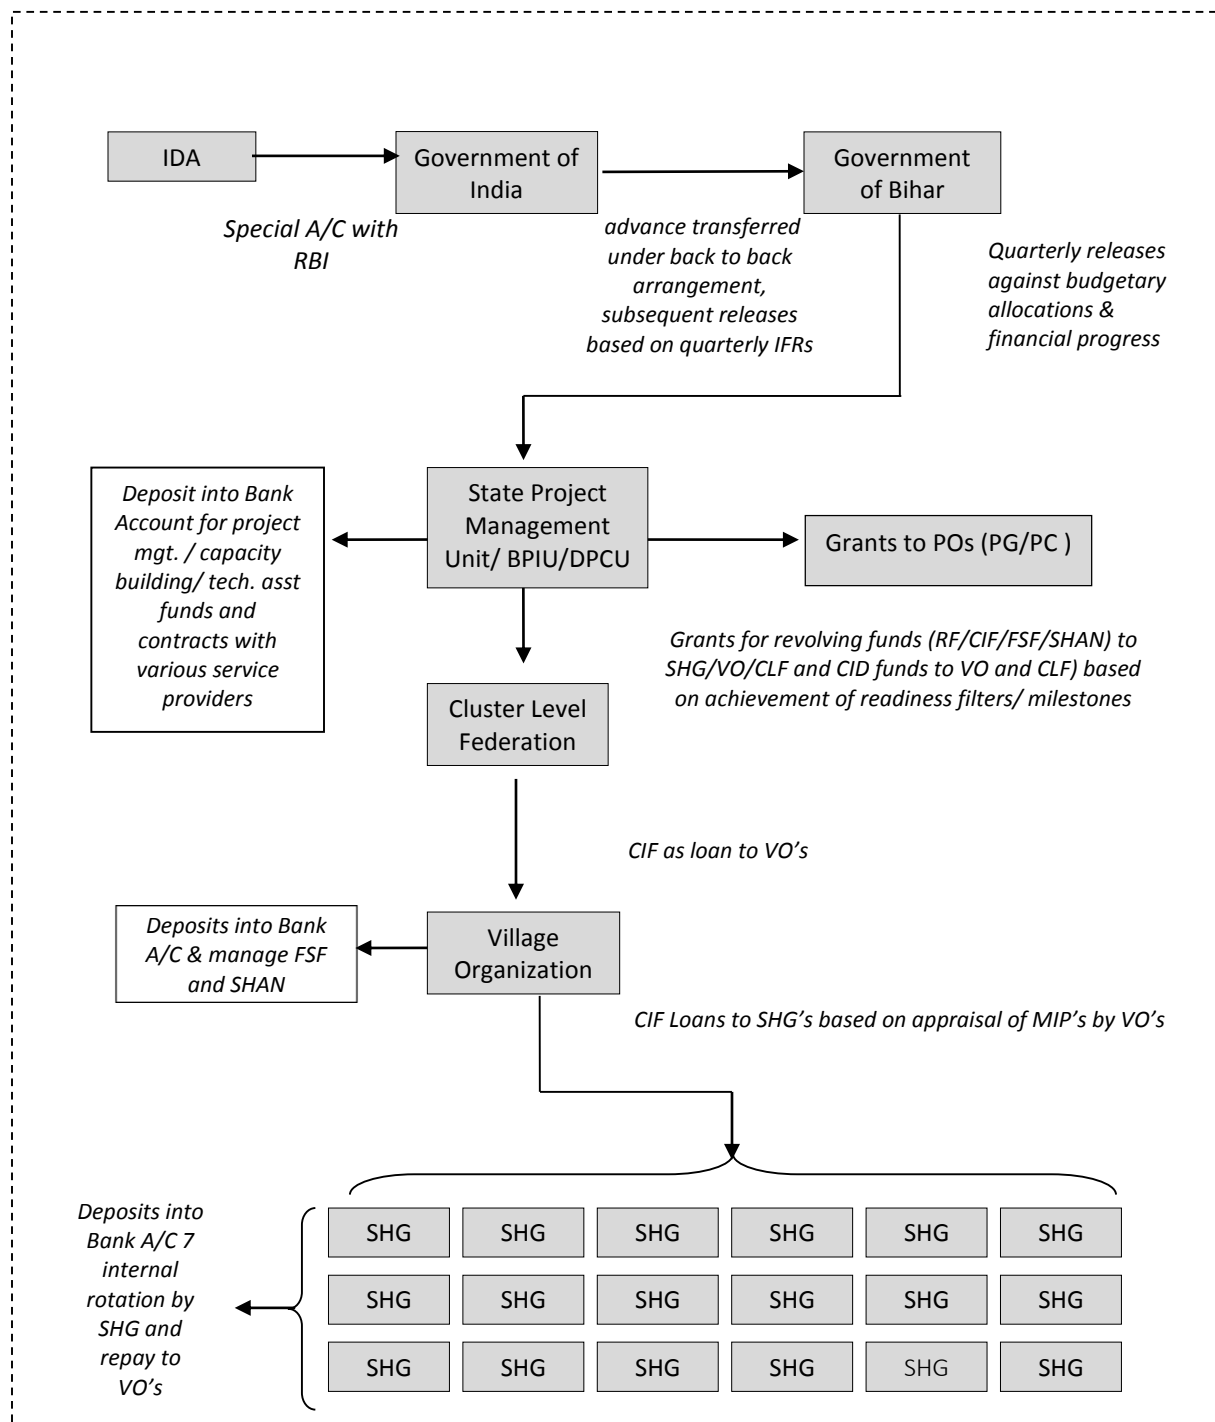 IDA
Government of
India
Government
of Bihar
Special A/C with
RBI
advance transferred
under back to back
arrangement,
subsequent releases
based on quarterly IFRs
Quarterly releases
against budgetary
allocations &
financial progress
Deposit into Bank
Account for project
mgt. / capacity
building/ tech. asst
funds and
contracts with
various service
providers
State Project
Management
Unit/ BPIU/DPCU
Grants to POs (PG/PC )
Grants for revolving funds (RF/CIF/FSF/SHAN) to
SHG/VO/CLF and CID funds to VO and CLF) based
on achievement of readiness filters/ milestones
Cluster Level
Federation
CIF as loan to VO’s
Deposits into Bank
A/C & manage FSF
and SHAN
Village
Organization
CIF Loans to SHG’s based on appraisal of MIP’s by VO’s
Deposits into
Bank A/C 7
internal
rotation by
SHG and
repay to
VO’s
SHG SHG SHG SHG SHG SHG
SHG SHG SHG SHG SHG SHG
SHG SHG SHG SHG SHG SHG